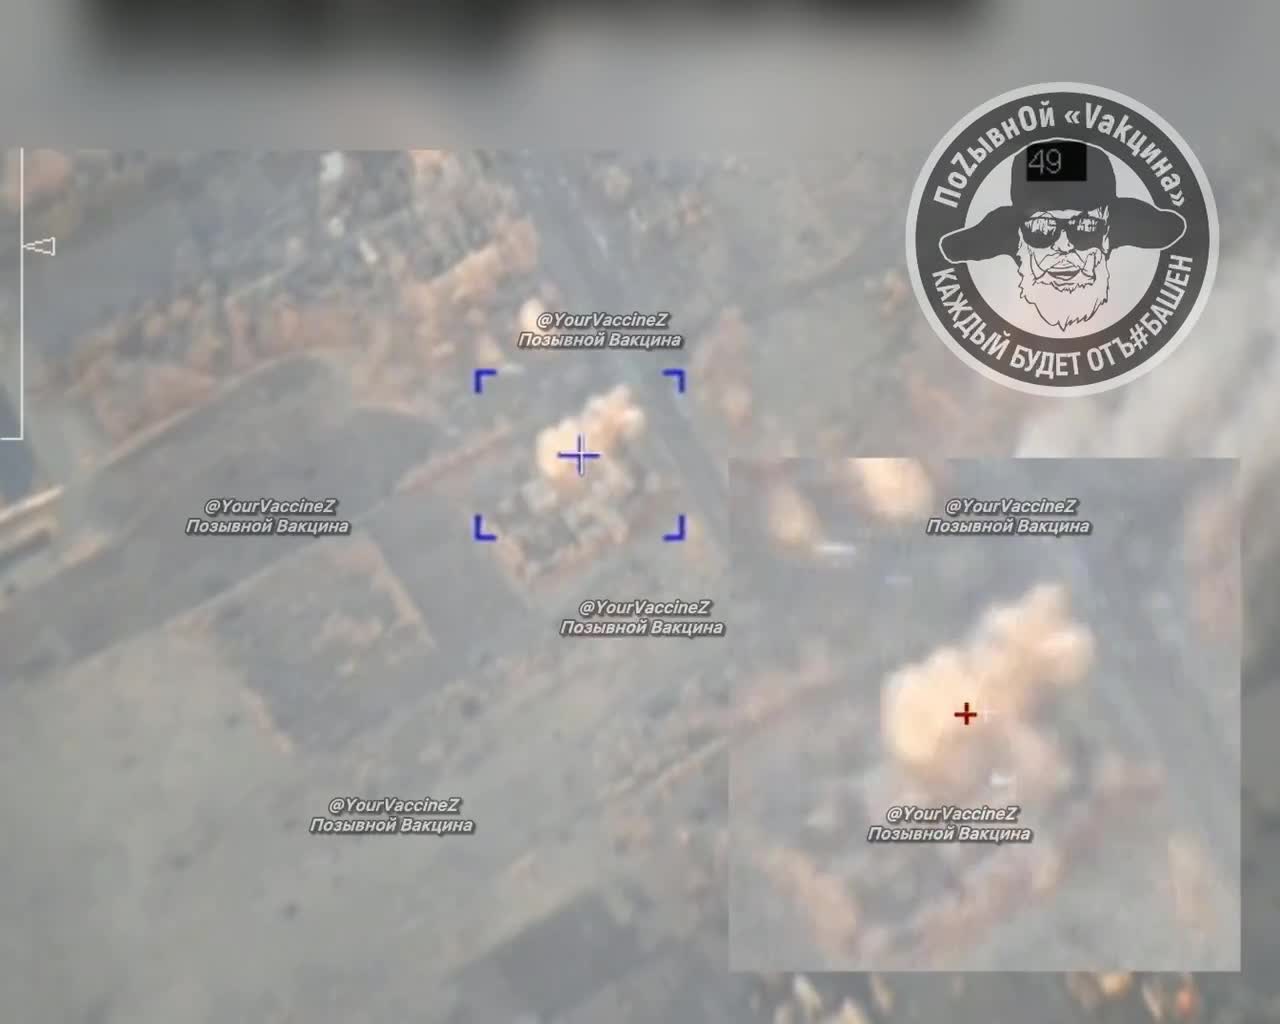 ПоZывнОй «Vakцина»
49
КАЖДЫЙ БУДЕТ ОТЪ#БАШЕН
@YourVaccineZ
Позывной Вакцина
@YourVaccineZ
Позывной Вакцина
@YourVaccineZ
Позывной Вакцина
@YourVaccineZ
Позывной Вакцина
@YourVaccineZ
Позывной Вакцина
@YourVaccineZ
Позывной Вакцина